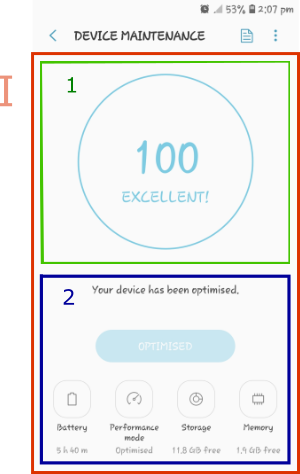 53% 2:07 pm
DEVICE MAINTENANCE
I
1
100
EXCELLENT!
2
Your device has been optimised.
OPTIMISED
Battery Performance mode Storage Memory
5 h 40 m Optimised 11.8 GB free 1.9 GB free